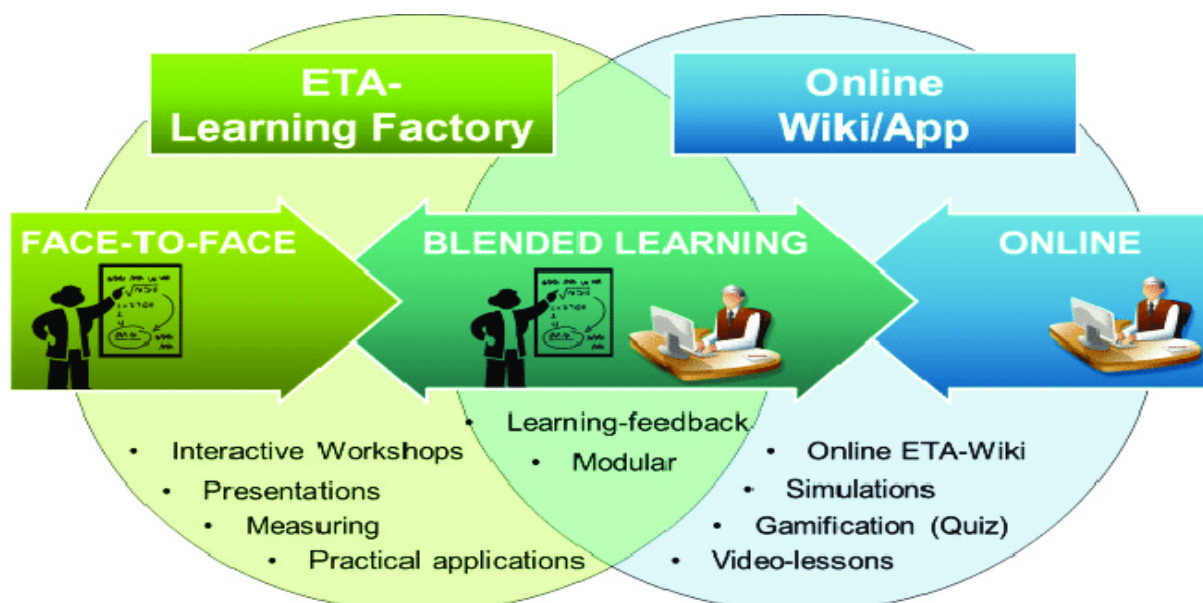 ETA-
Learning Factory
Online
Wiki/App
FACE-TO-FACE
BLENDED LEARNING
ONLINE
• Interactive Workshops
• Presentations
• Measuring
• Practical applications
• Learning-feedback
• Modular
• Online ETA-Wiki
• Simulations
• Gamification (Quiz)
• Video-lessons